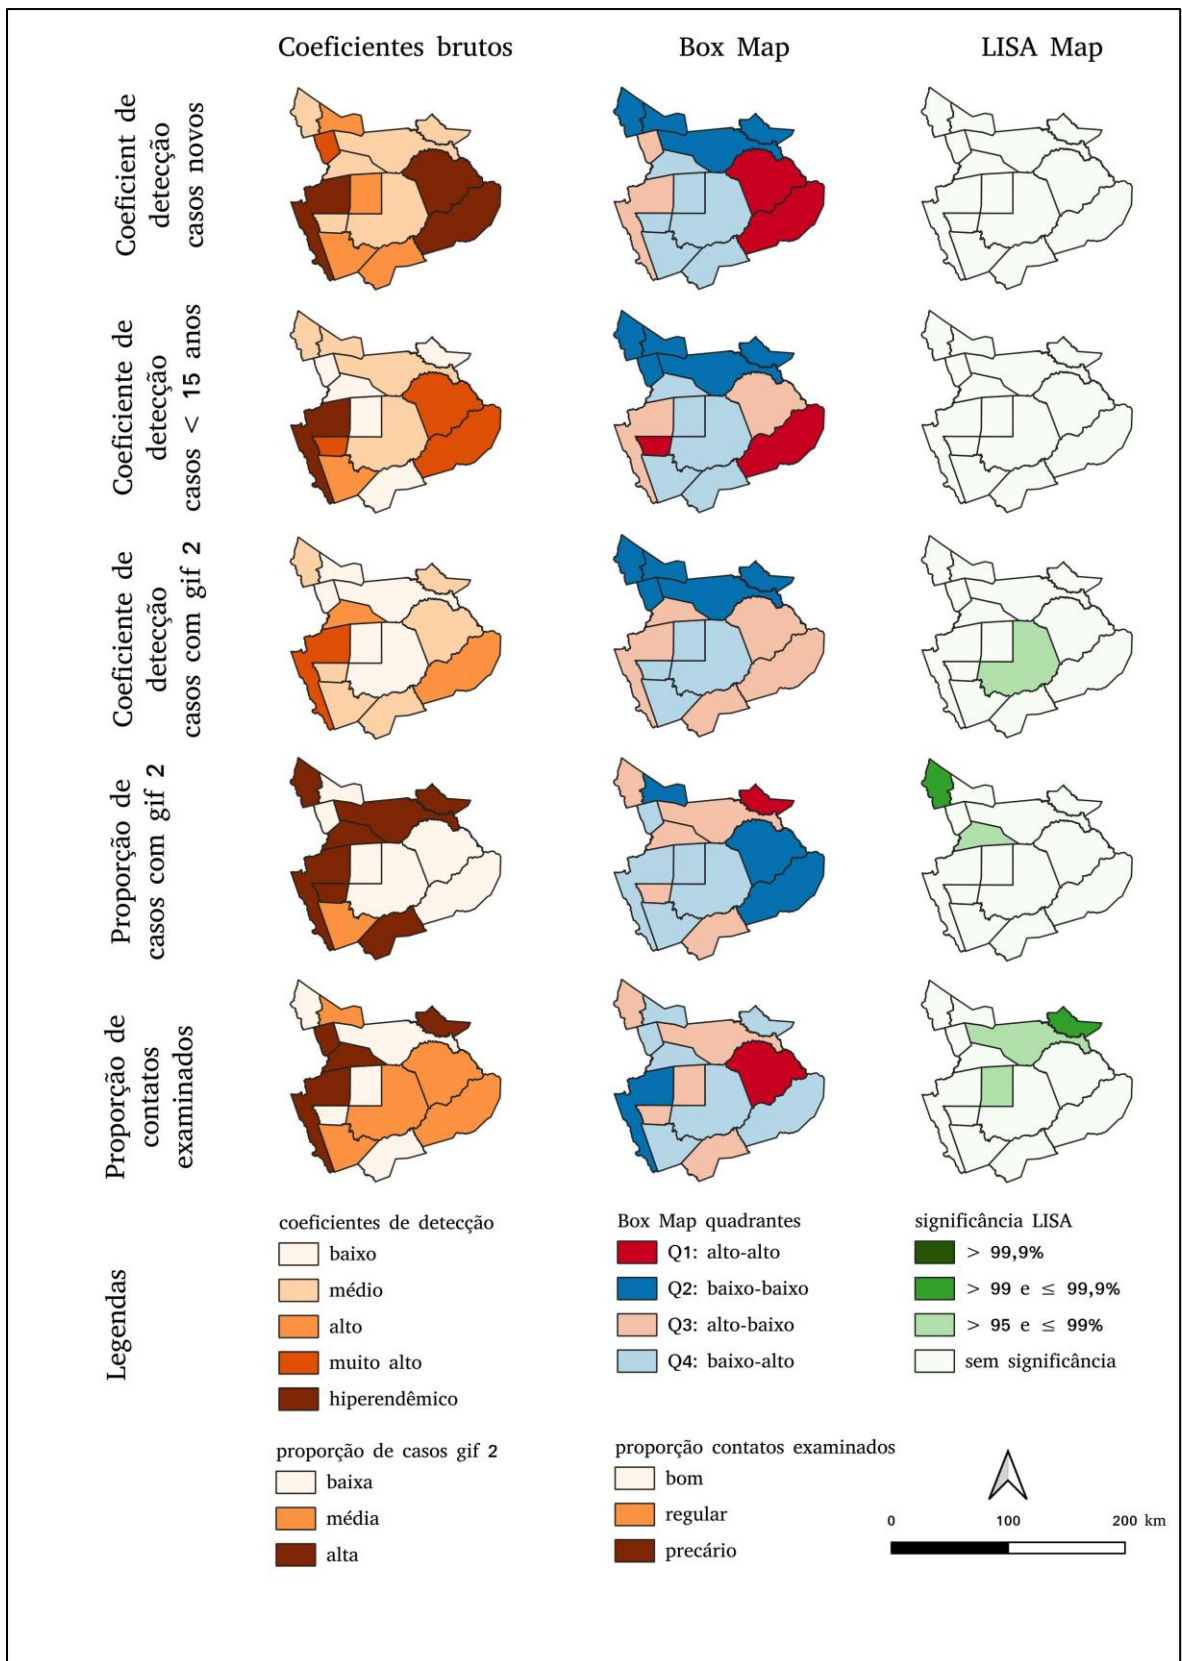 Coeficientes brutos
Box Map
LISA Map
Coeficient de
detecção
casos novos
Coeficiente de
detecção
casos < 15 anos
Coeficiente de
detecção
casos com gif 2
Proporção de
casos com gif 2
Proporção de
contatos
examinados
Legendas
coeficientes de detecção
baixo
médio
alto
muito alto
hiperendêmico
Box Map quadrantes
Q1: alto-alto
Q2: baixo-baixo
Q3: alto-baixo
Q4: baixo-alto
significância LISA
> 99,9%
> 99 e ≤ 99,9%
> 95 e ≤ 99%
sem significância
proporção de casos gif 2
baixa
média
alta
proporção contatos examinados
bom
regular
precário
0 100 200 km